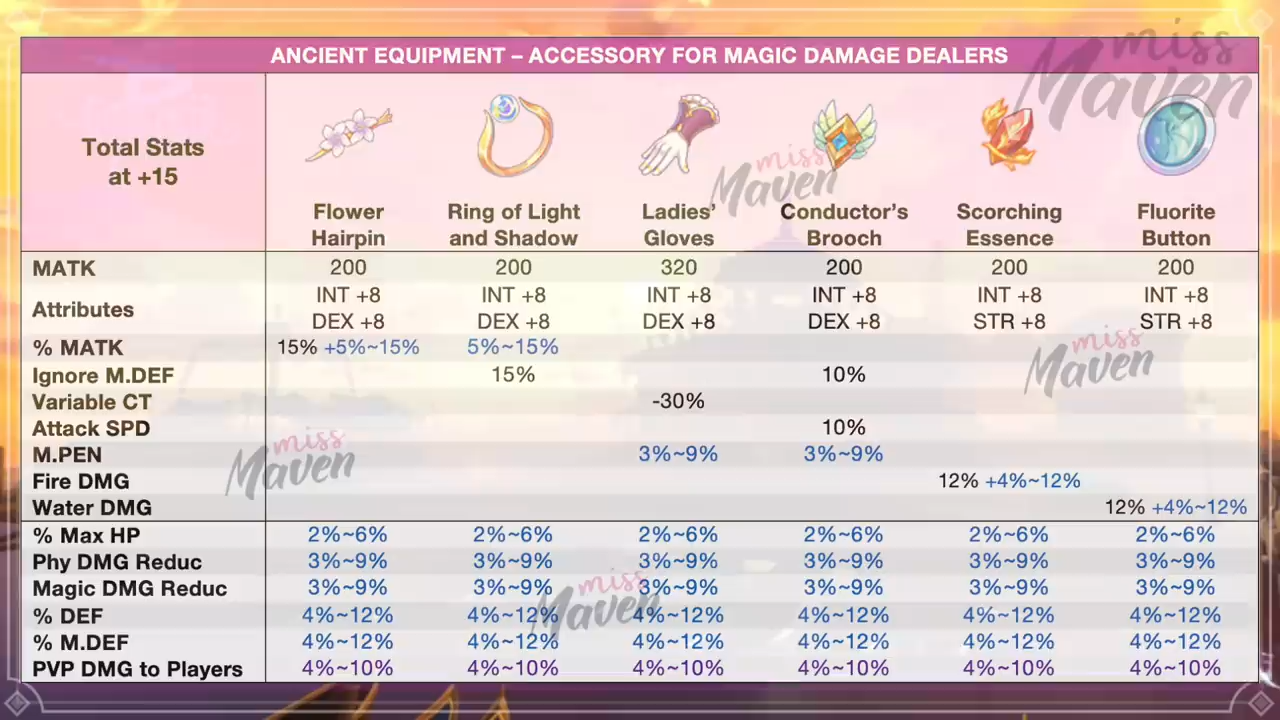 ANCIENT EQUIPMENT – ACCESSORY FOR MAGIC DAMAGE DEALERS
miss
Maven
Total Stats
at +15
miss
Maven
Flower Hairpin
Ring of Light and Shadow
Ladies' Gloves
Conductor's Brooch
Scorching Essence
Fluorite Button
MATK 200 200 320 200 200 200
Attributes
INT +8 INT +8 INT +8 INT +8 INT +8 INT +8
DEX +8 DEX +8 DEX +8 DEX +8 STR +8 STR +8
% MATK 15% +5%~15% 5%~15%
miss
Maven
Ignore M.DEF 15% 10%
Variable CT -30%
Attack SPD 10%
miss
Maven
M.PEN 3%~9% 3%~9%
Fire DMG 12% +4%~12%
Water DMG 12% +4%~12%
% Max HP 2%~6% 2%~6% 2%~6% 2%~6% 2%~6% 2%~6%
Phy DMG Reduc 3%~9% 3%~9% 3%~9% 3%~9% 3%~9% 3%~9%
Magic DMG Reduc 3%~9% 3%~9% 3%~9% 3%~9% 3%~9% 3%~9%
miss
Maven
% DEF 4%~12% 4%~12% 4%~12% 4%~12% 4%~12% 4%~12%
% M.DEF 4%~12% 4%~12% 4%~12% 4%~12% 4%~12% 4%~12%
PVP DMG to Players 4%~10% 4%~10% 4%~10% 4%~10% 4%~10% 4%~10%